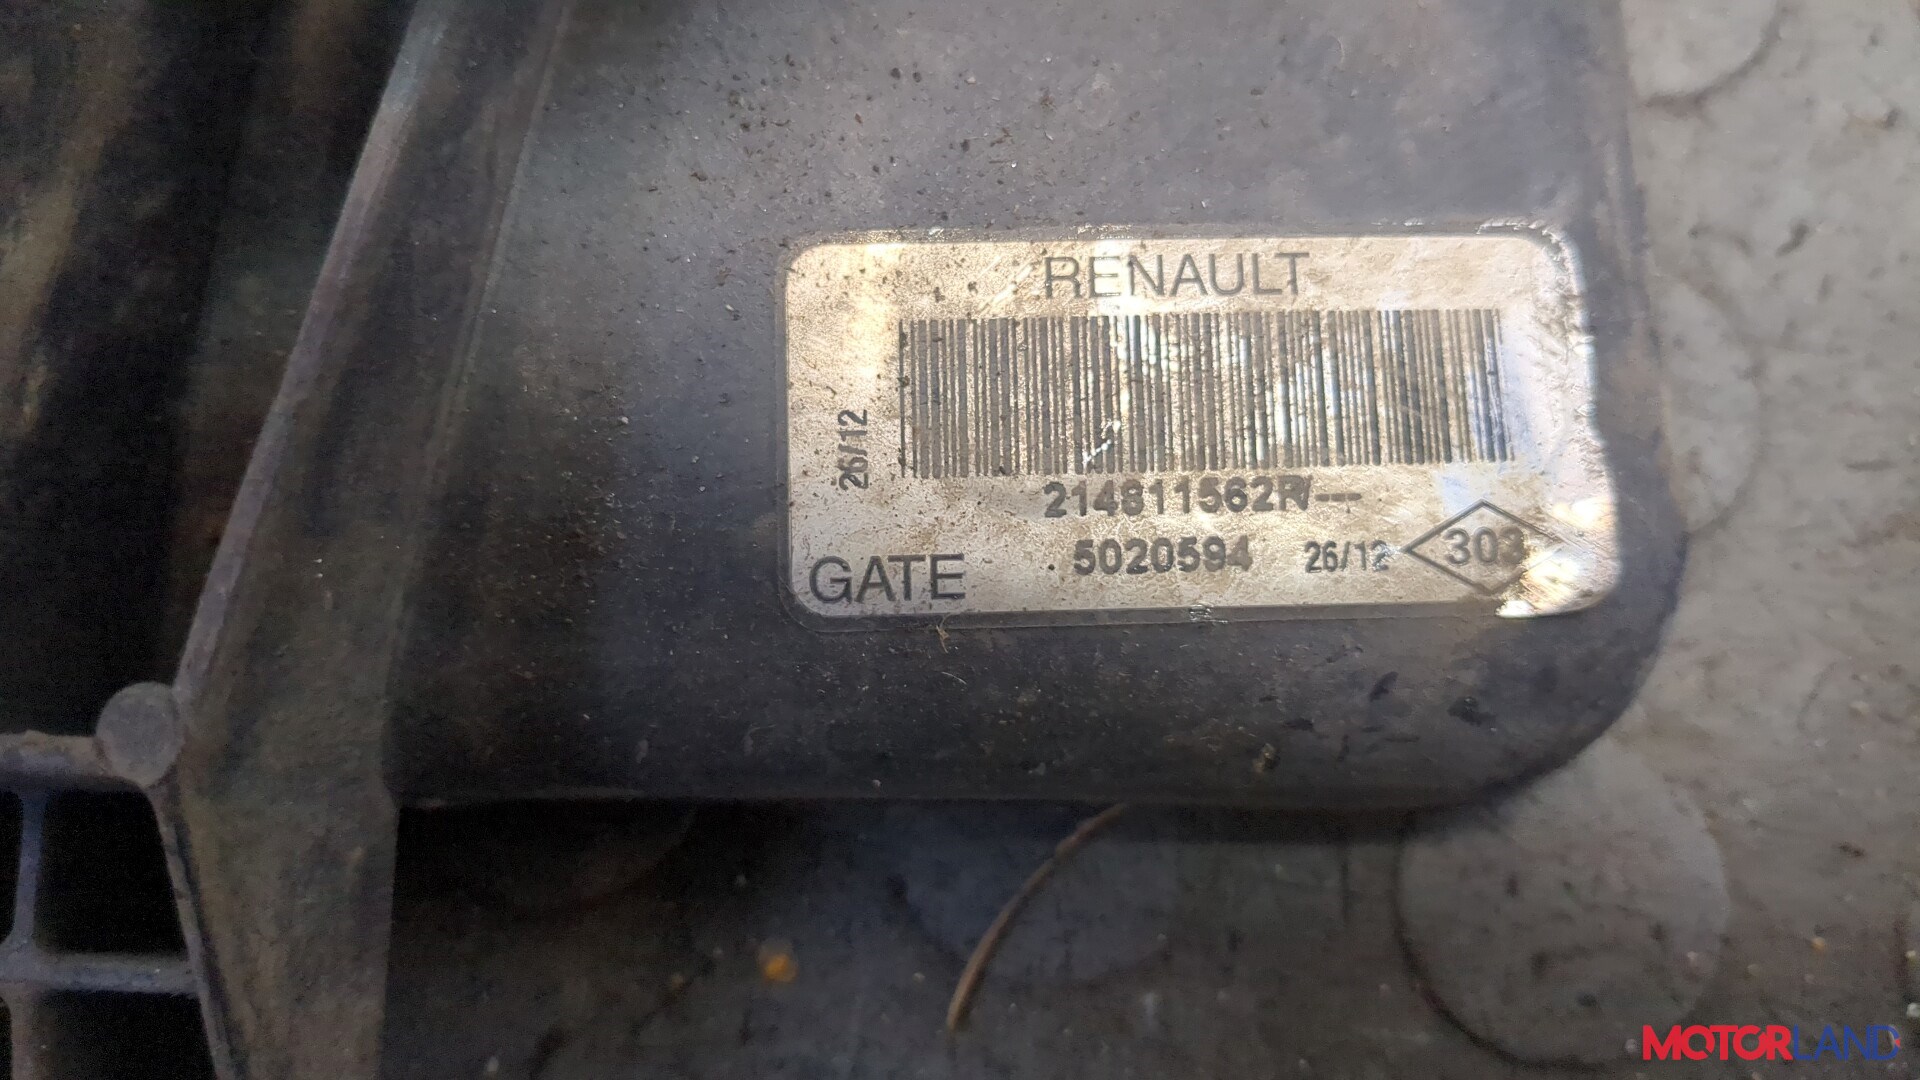 RENAULT
26/12
214811562R/---
5020594 26/12 303
GATE
MOTORLAND